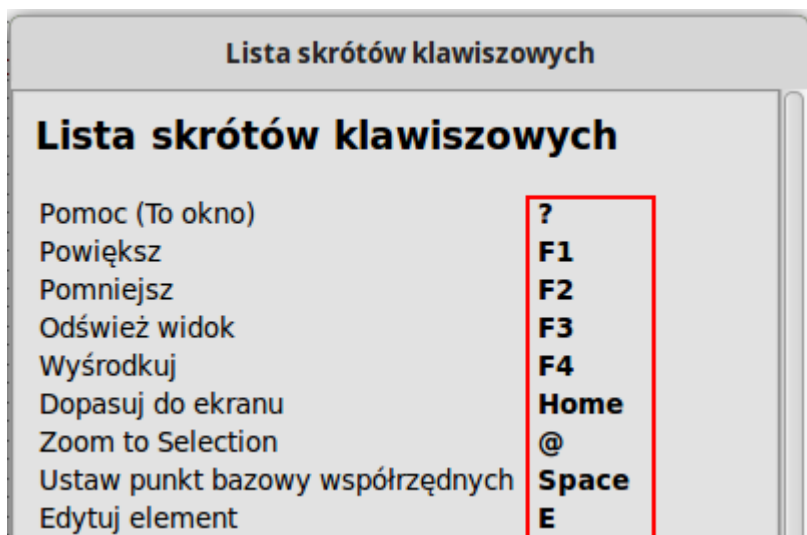 Lista skrótów klawiszowych
Lista skrótów klawiszowych
Pomoc (To okno) ?
Powiększ F1
Pomniejsz F2
Odśwież widok F3
Wyśrodkuj F4
Dopasuj do ekranu Home
Zoom to Selection @
Ustaw punkt bazowy współrzędnych Space
Edytuj element E